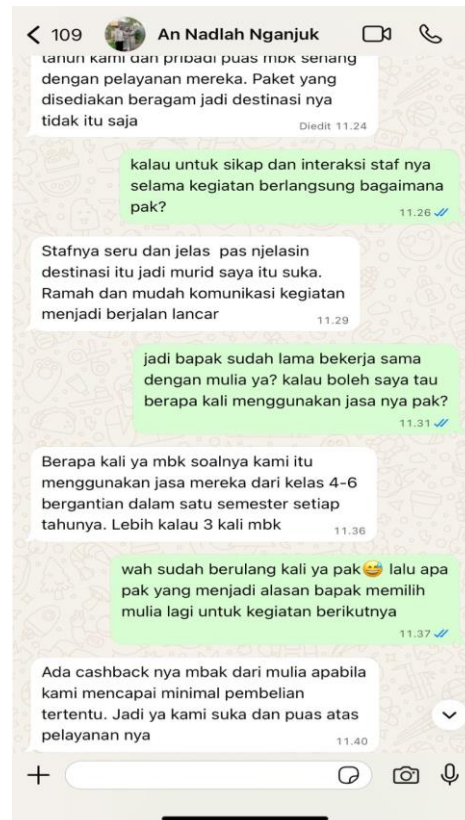 109 An Nadlah Nganjuk
tahun kami dan pribadi puas mbk senang
dengan pelayanan mereka. Paket yang
disediakan beragam jadi destinasi nya
tidak itu saja
Diedit 11.24
kalau untuk sikap dan interaksi staf nya
selama kegiatan berlangsung bagaimana
pak?
11.26
Stafnya seru dan jelas pas njelasin
destinasi itu jadi murid saya itu suka.
Ramah dan mudah komunikasi kegiatan
menjadi berjalan lancar
11.29
jadi bapak sudah lama bekerja sama
dengan mulia ya? kalau boleh saya tau
berapa kali menggunakan jasa nya pak?
11.31
Berapa kali ya mbk soalnya kami itu
menggunakan jasa mereka dari kelas 4-6
bergantian dalam satu semester setiap
tahunya. Lebih kalau 3 kali mbk
11.36
wah sudah berulang kali ya pak😅 lalu apa
pak yang menjadi alasan bapak memilih
mulia lagi untuk kegiatan berikutnya
11.37
Ada cashback nya mbak dari mulia apabila
kami mencapai minimal pembelian
tertentu. Jadi ya kami suka dan puas atas
pelayanan nya
11.40